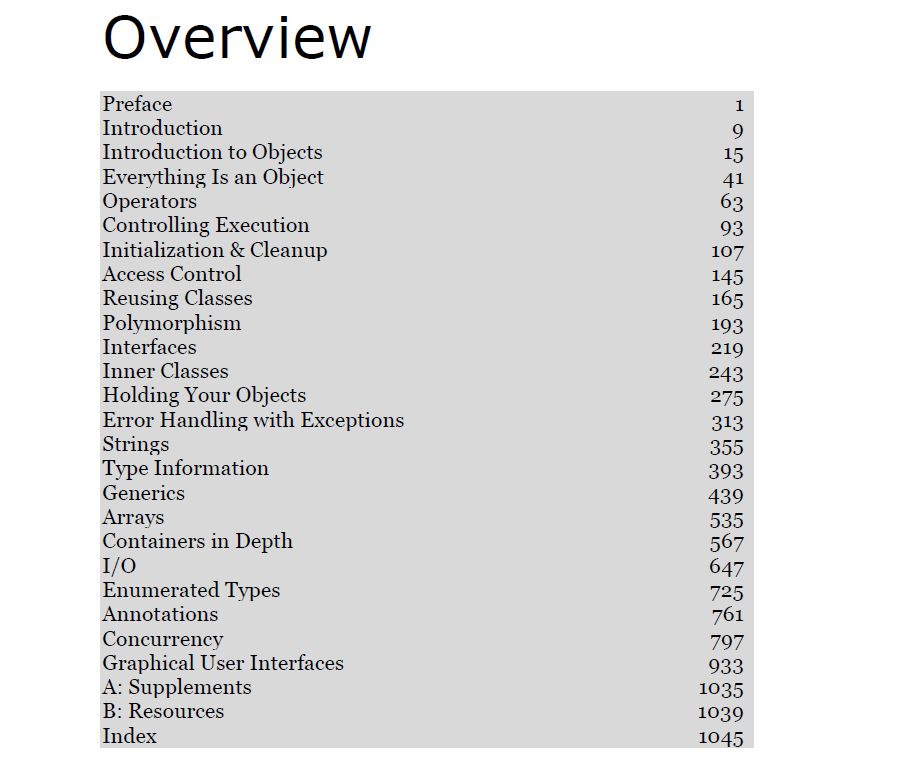 Overview
Preface 1
Introduction 9
Introduction to Objects 15
Everything Is an Object 41
Operators 63
Controlling Execution 93
Initialization & Cleanup 107
Access Control 145
Reusing Classes 165
Polymorphism 193
Interfaces 219
Inner Classes 243
Holding Your Objects 275
Error Handling with Exceptions 313
Strings 355
Type Information 393
Generics 439
Arrays 535
Containers in Depth 567
I/O 647
Enumerated Types 725
Annotations 761
Concurrency 797
Graphical User Interfaces 933
A: Supplements 1035
B: Resources 1039
Index 1045